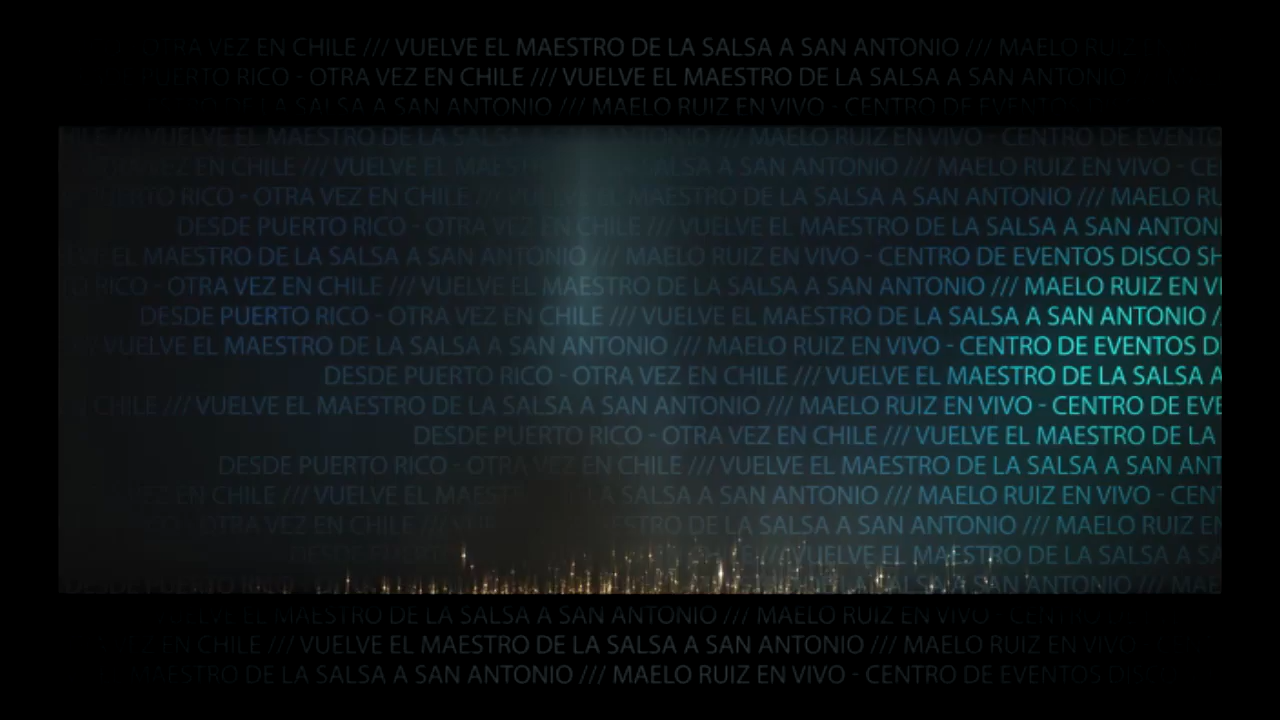 OTRA VEZ EN CHILE /// VUELVE EL MAESTRO DE LA SALSA A SAN ANTONIO /// MAELO RUIZ
PUERTO RICO - OTRA VEZ EN CHILE /// VUELVE EL MAESTRO DE LA SALSA A SAN ANTONIO
DE LA SALSA A SAN ANTONIO /// MAELO RUIZ EN VIVO - CENTRO DE EVENTOS
/// VUELVE EL MAESTRO DE LA SALSA /// MAELO RUIZ EN VIVO - CENTRO DE EVENTO
VEZ EN CHILE /// VUELVE EL MAEST SALSA A SAN ANTONIO /// MAELO RUIZ EN VIVO - CE
RICO - OTRA VEZ EN CHILE /// MAESTRO DE LA SALSA A SAN ANTONIO /// MAELO RU
DESDE PUERTO RICO - OTRA VEZ EN CHILE /// VUELVE EL MAESTRO DE LA SALSA A SAN ANTONI
EL MAESTRO DE LA SALSA A SAN ANTONIO /// MAELO RUIZ EN VIVO - CENTRO DE EVENTOS DISCO SH
RICO - OTRA VEZ EN CHILE /// VUELVE EL MAESTRO DE LA SALSA A SAN ANTONIO /// MAELO RUIZ EN VI
DESDE PUERTO RICO - OTRA VEZ EN CHILE /// VUELVE EL MAESTRO DE LA SALSA A SAN ANTONIO /
VUELVE EL MAESTRO DE LA SALSA A SAN ANTONIO /// MAELO RUIZ EN VIVO - CENTRO DE EVENTOS D
DESDE PUERTO RICO - OTRA VEZ EN CHILE /// VUELVE EL MAESTRO DE LA SALSA A
CHILE /// VUELVE EL MAESTRO DE LA SALSA A SAN ANTONIO /// MAELO RUIZ EN VIVO - CENTRO DE EVE
DESDE PUERTO RICO - OTRA VEZ EN CHILE /// VUELVE EL MAESTRO DE LA
DESDE PUERTO RICO - OTRA VEZ EN CHILE /// VUELVE EL MAESTRO DE LA SALSA A SAN ANT
EN CHILE /// VUELVE EL MAEST SALSA A SAN ANTONIO /// MAELO RUIZ EN VIVO - CENT
OTRA VEZ EN CHILE /// MAESTRO DE LA SALSA A SAN ANTONIO /// MAELO RUIZ EN
DESDE /// VUELVE EL MAESTRO DE LA SALSA A SA
DESDE PUERTO RICO LA SALSA A SAN ANTONIO /// MAE
VUELVE EL MAESTRO DE LA SALSA A SAN ANTONIO /// MAELO RUIZ EN VIVO - CENTRO
EN CHILE /// VUELVE EL MAESTRO DE LA SALSA A SAN ANTONIO /// MAELO RUIZ EN VIVO
MAESTRO DE LA SALSA A SAN ANTONIO /// MAELO RUIZ EN VIVO - CENTRO DE EVENTOS